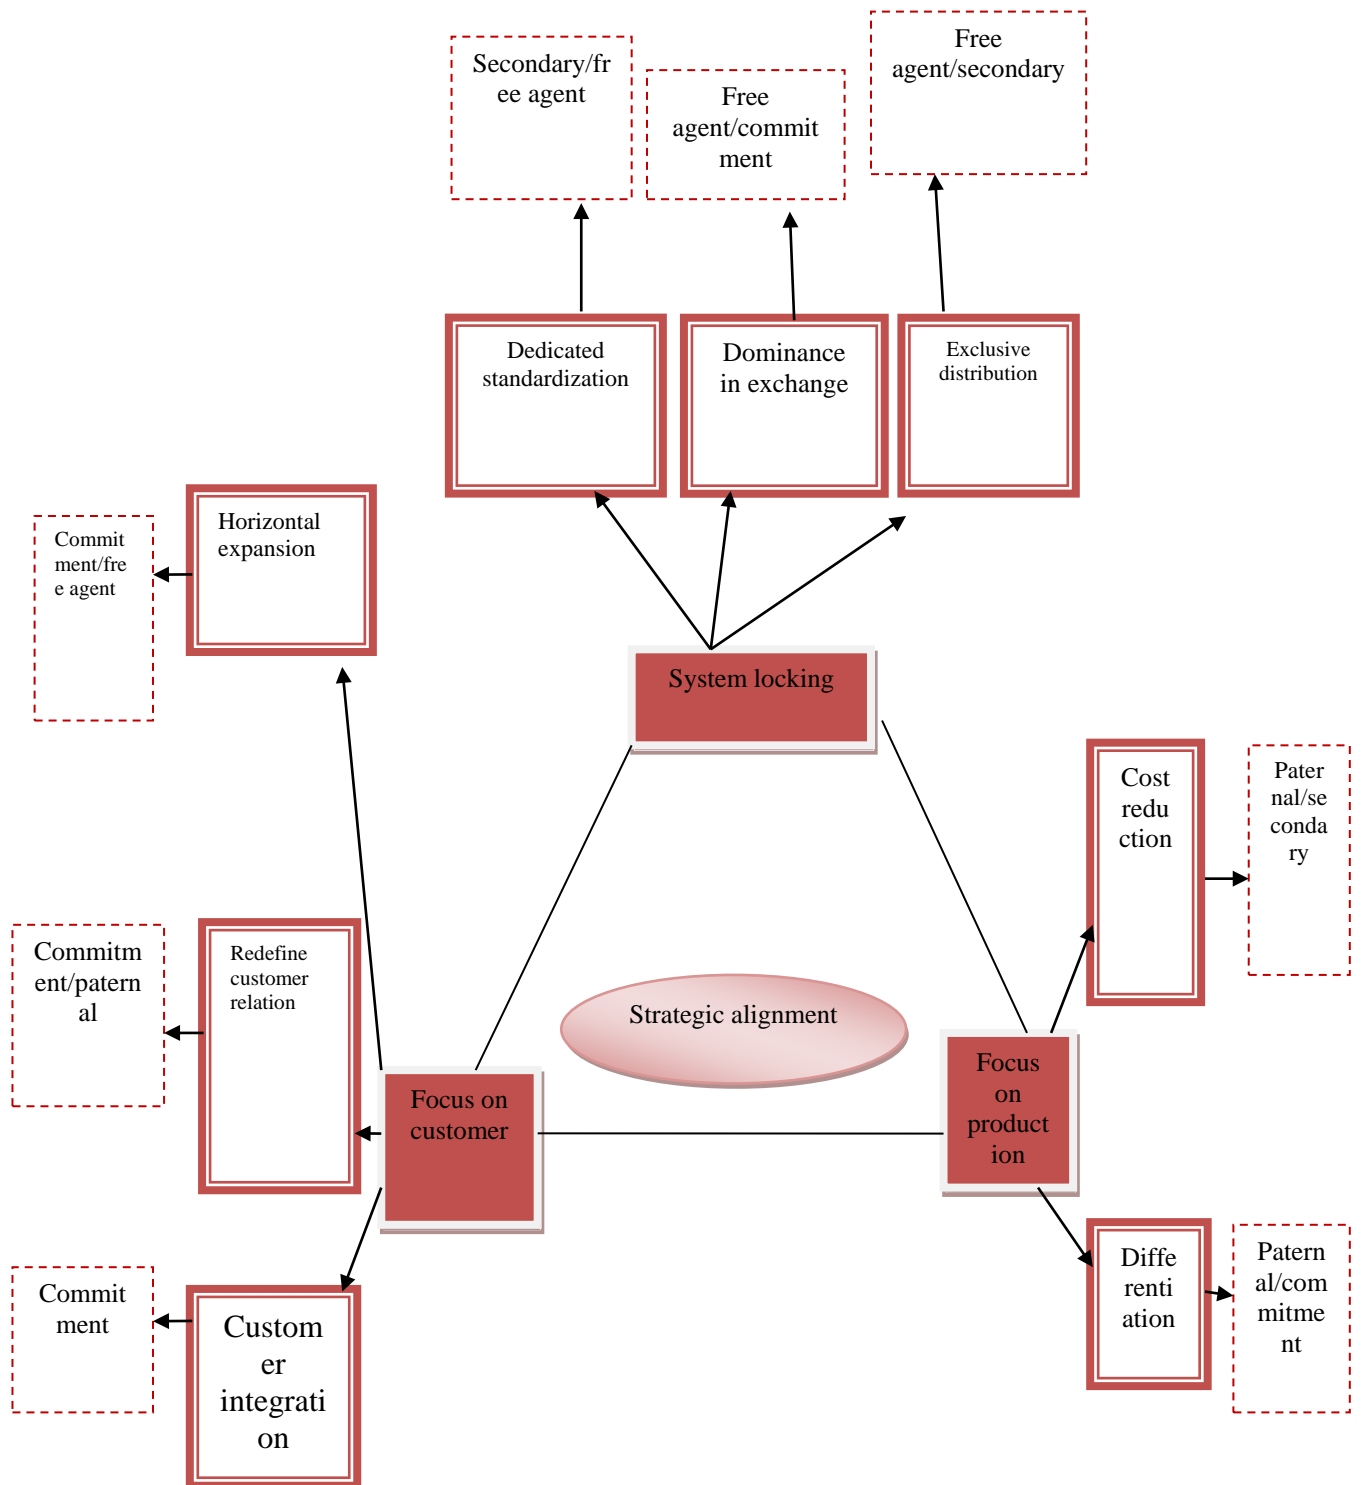 Secondary/fr
ee agent
Free
agent/commit
ment
Free
agent/secondary
Dedicated
standardization
Dominance
in exchange
Exclusive
distribution
Horizontal
expansion
Commit
ment/fre
e agent
System locking
Cost
redu
ction
Pater
nal/se
conda
ry
Commitm
ent/patern
al
Redefine
customer
relation
Strategic alignment
Focus on
customer
Focus
on
product
ion
Commit
ment
Custom
er
integrati
on
Diffe
renti
ation
Patern
al/com
mitme
nt